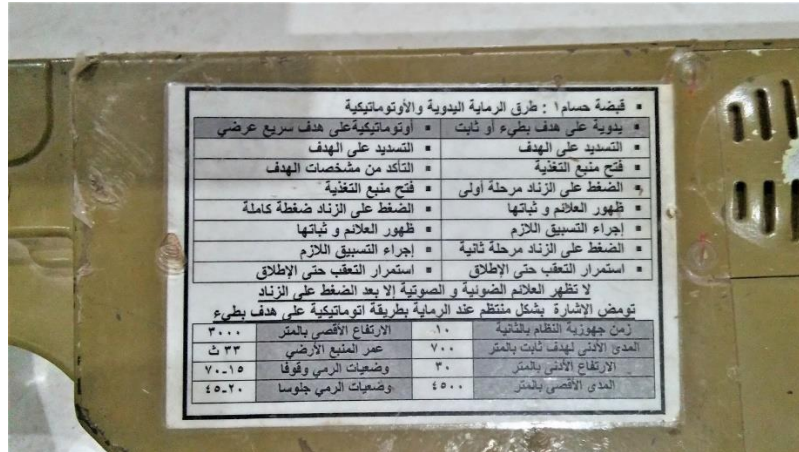 ▪ قبضة حسام١ : طرق الرماية اليدوية والأوتوماتيكية
▪ يدوية على هدف بطيء أو ثابت ▪ أوتوماتيكيةعلى هدف سريع عرضي
▪ التسديد على الهدف ▪ التسديد على الهدف
▪ فتح منبع التغذية ▪ التأكد من مشخصات الهدف
▪ الضغط على الزناد مرحلة أولى ▪ فتح منبع التغذية
▪ ظهور العلائم و ثباتها ▪ الضغط على الزناد ضغطة كاملة
▪ إجراء التسبيق اللازم ▪ ظهور العلائم و ثباتها
▪ الضغط على الزناد مرحلة ثانية ▪ إجراء التسبيق اللازم
▪ استمرار التعقب حتى الإطلاق ▪ استمرار التعقب حتى الإطلاق
لا تظهر العلائم الضوئية و الصوتية إلا بعد الضغط على الزناد
تومض الإشارة بشكل منتظم عند الرماية بطريقة اتوماتيكية على هدف بطيء
زمن جهوزية النظام بالثانية ١٠ الارتفاع الأقصى بالمتر ٣٠٠٠
المدى الأدنى لهدف ثابت بالمتر ٧٠٠ عمر المنبع الأرضي ٣٣ ث
الارتفاع الأدنى بالمتر ٣٠ وضعيات الرمي وقوفا ١٥-٧٠
المدى الأقصى بالمتر ٤٥٠٠ وضعيات الرمي جلوسا ٢٠-٤٥